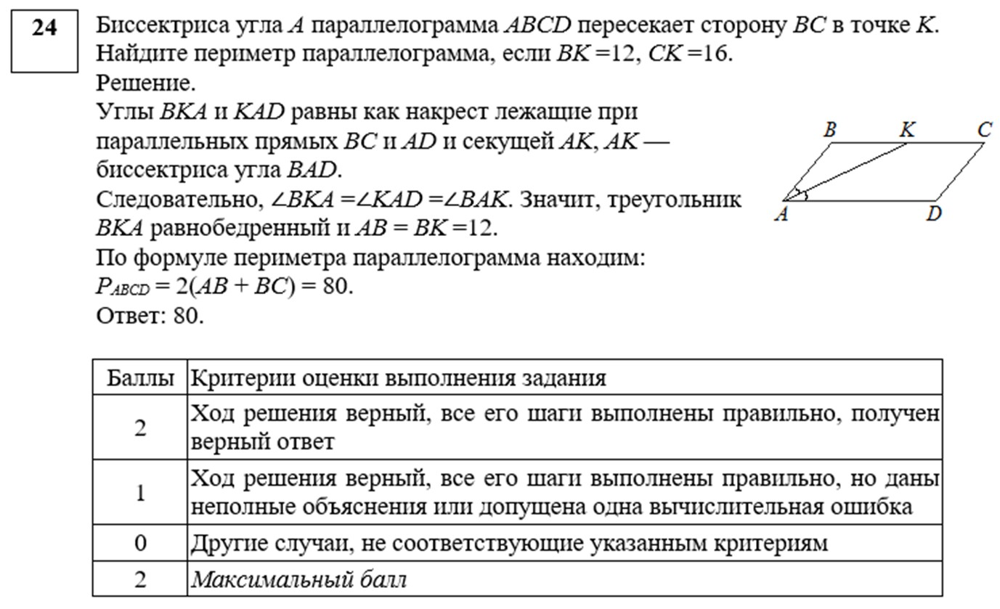 24
Биссектриса угла A параллелограмма ABCD пересекает сторону BC в точке K.
Найдите периметр параллелограмма, если BK =12, CK =16.
Решение.
Углы BKA и KAD равны как накрест лежащие при
параллельных прямых BC и AD и секущей AK, AK —
биссектриса угла BAD.
Следовательно, ∠BKA =∠KAD =∠BAK. Значит, треугольник
BKA равнобедренный и AB = BK =12.
По формуле периметра параллелограмма находим:
PABCD = 2(AB + BC) = 80.
Ответ: 80.
B K C
A D
Баллы Критерии оценки выполнения задания
2 Ход решения верный, все его шаги выполнены правильно, получен
верный ответ
1 Ход решения верный, все его шаги выполнены правильно, но даны
неполные объяснения или допущена одна вычислительная ошибка
0 Другие случаи, не соответствующие указанным критериям
2 Максимальный балл